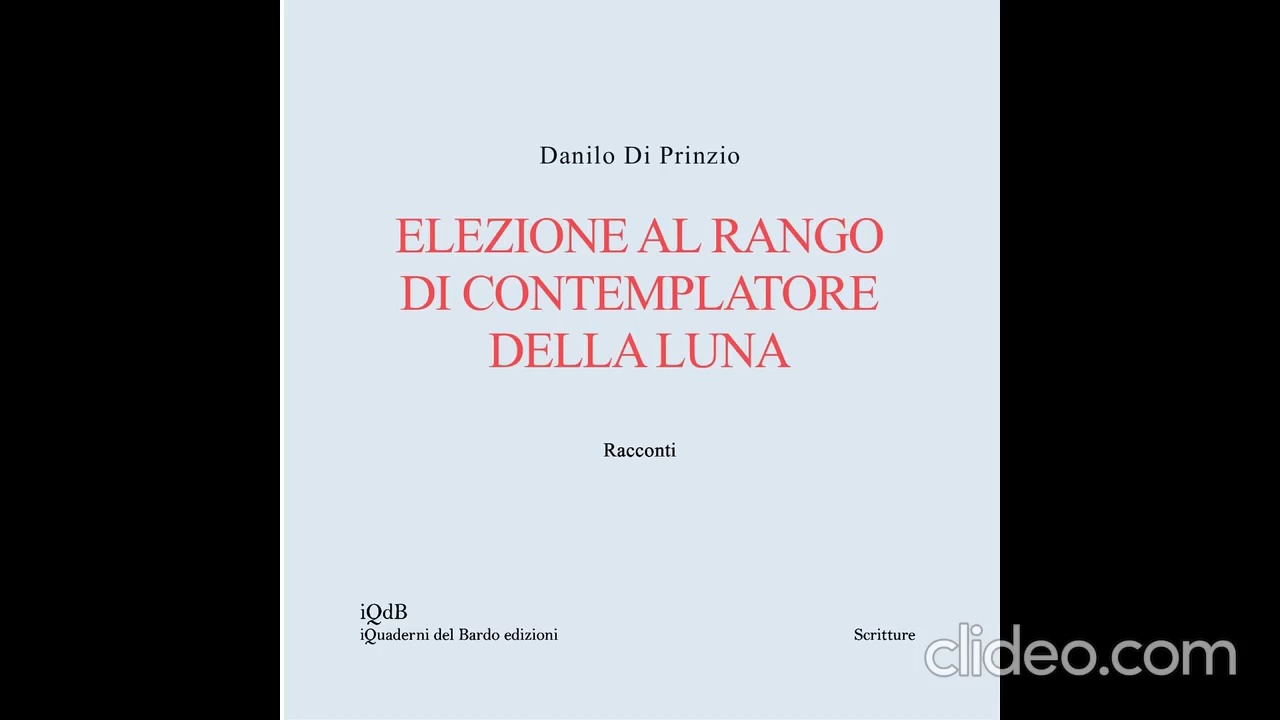 Danilo Di Prinzio
ELEZIONE AL RANGO
DI CONTEMPLATORE
DELLA LUNA
Racconti
iQdB
iQuaderni del Bardo edizioni
Scritture
clideo.com